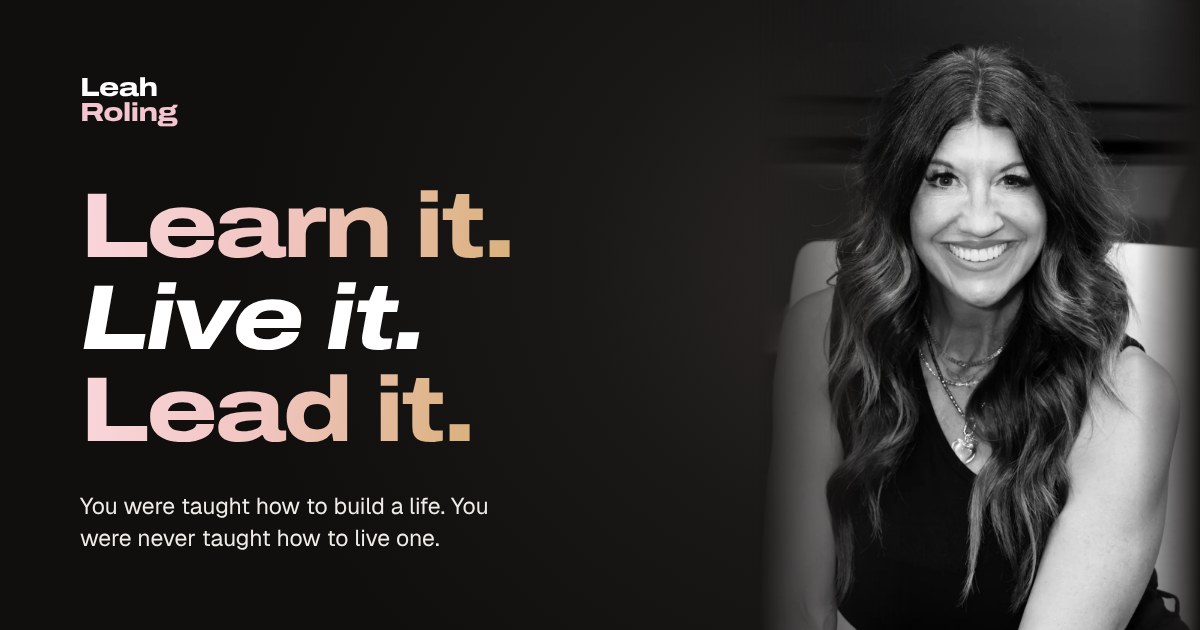 Leah
Roling
Learn it.
Live it.
Lead it.
You were taught how to build a life. You
were never taught how to live one.